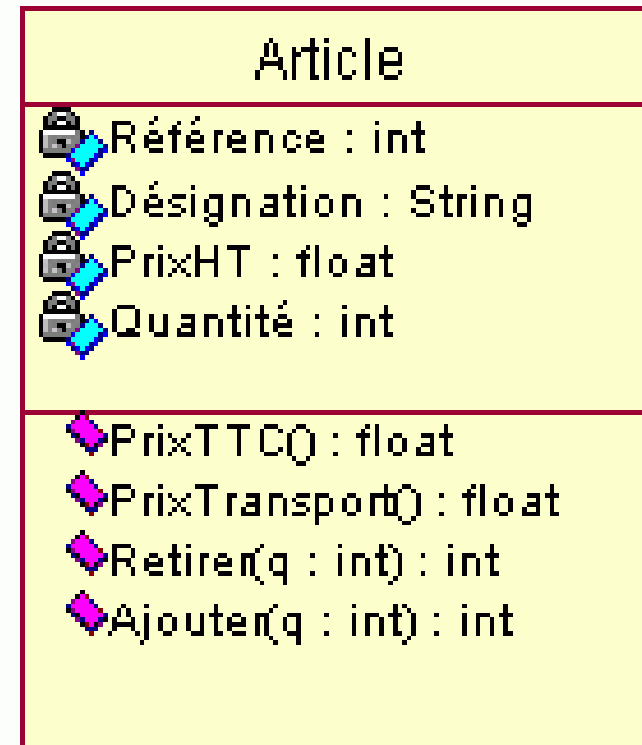 Article
Référence : int
Désignation : String
PrixHT : float
Quantité : int
PrixTTC() : float
PrixTransport() : float
Retirer(q : int) : int
Ajouter(q : int) : int